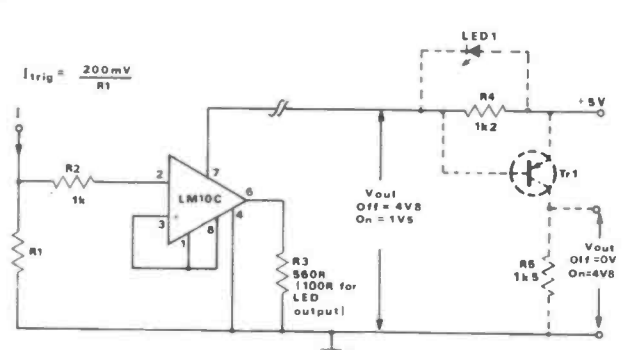 LED1
I trig = 200mV
R1
R4
1k2
+5V
I
R2
1k
2
7
LM10C
6
3
+
1
8
4
Tr1
Vout
Off = 4V8
On = 1V5
R1
R3
560R
(100R for
LED
output)
R5
1k5
Vout
Off =0V
On=4V8